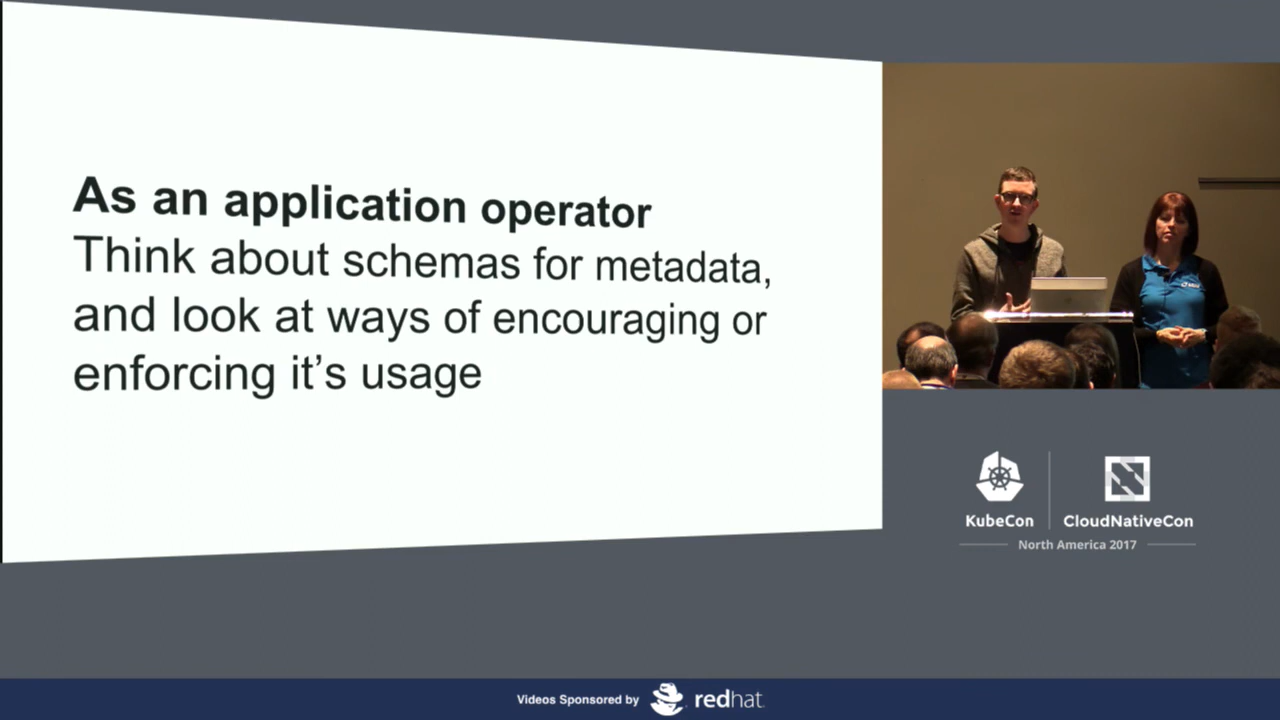 As an application operator
Think about schemas for metadata,
and look at ways of encouraging or
enforcing it's usage
KubeCon
CloudNativeCon
North America 2017
Videos Sponsored by
redhat.